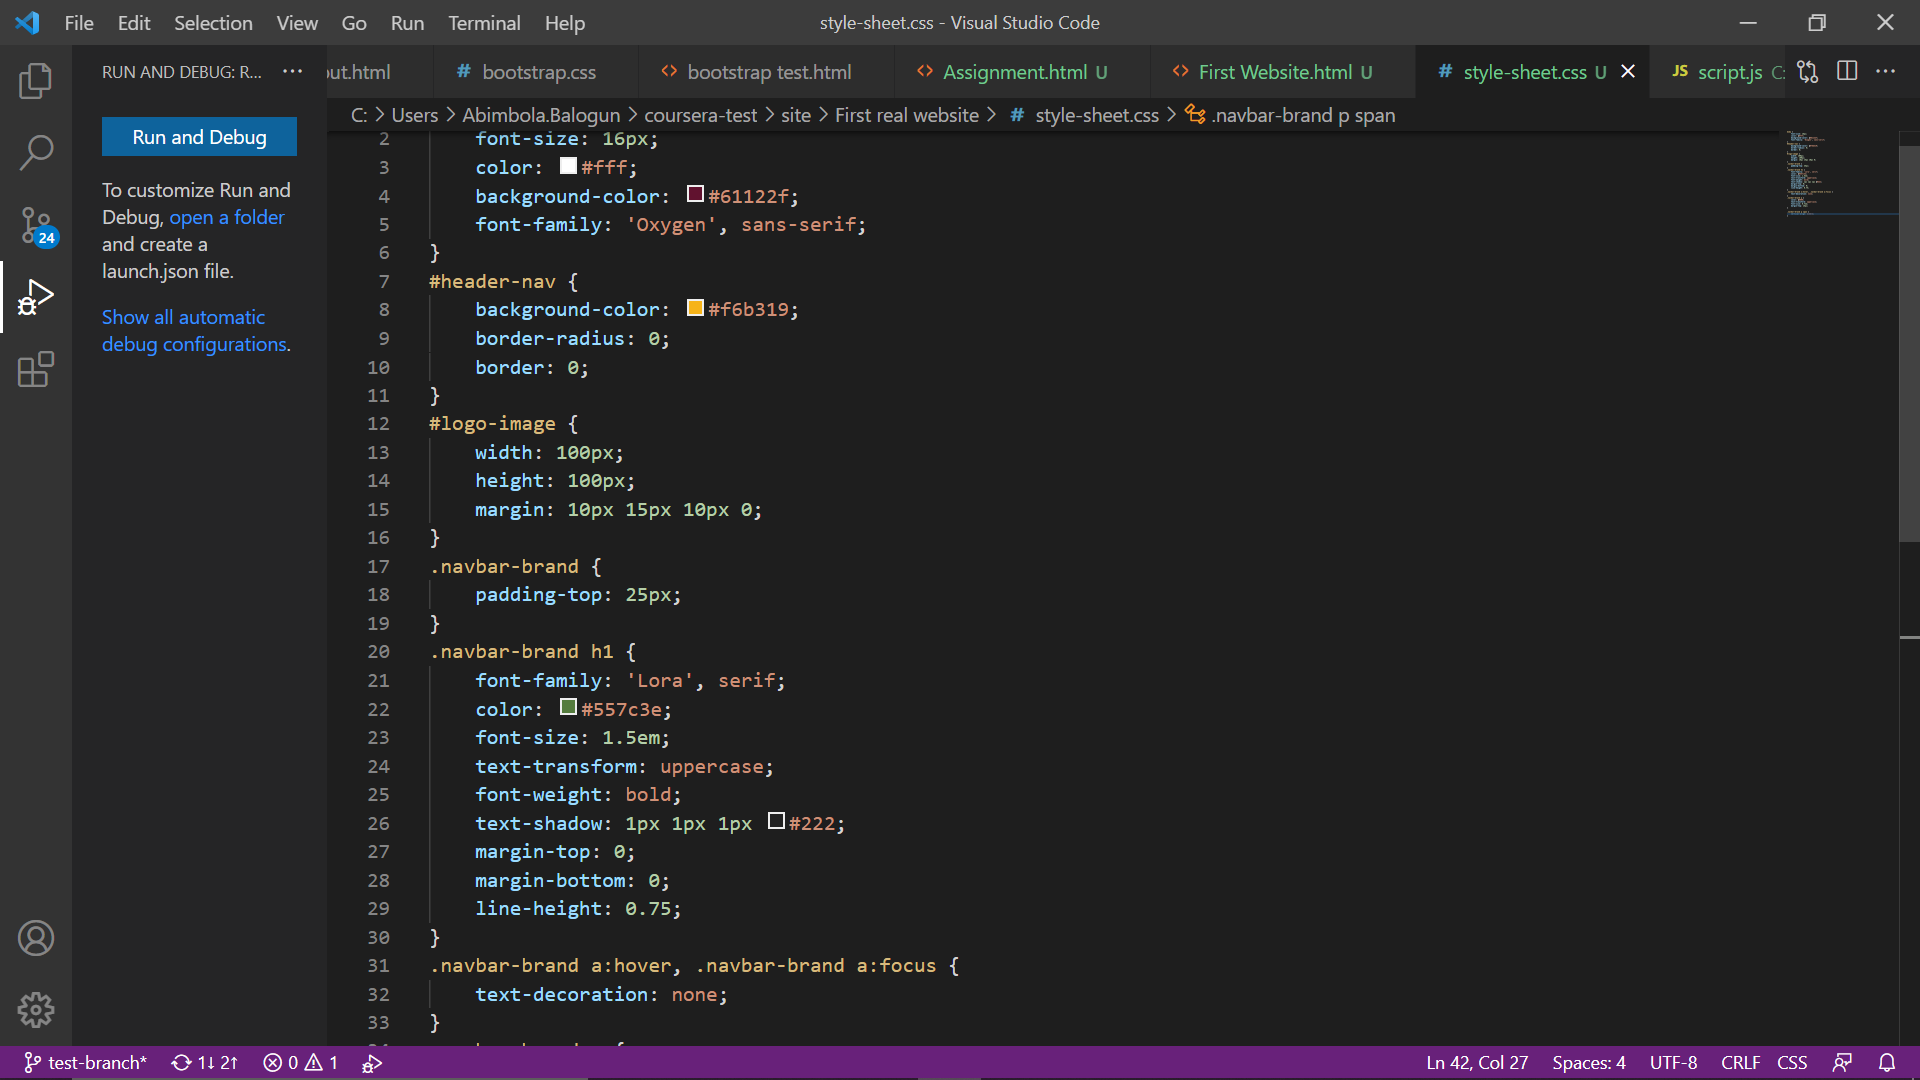 File Edit Selection View Go Run Terminal Help
style-sheet.css - Visual Studio Code
RUN AND DEBUG: R...
out.html
# bootstrap.css
<> bootstrap test.html
<> Assignment.html U
<> First Website.html U
# style-sheet.css U
JS script.js C:
C: > Users > Abimbola.Balogun > coursera-test > site > First real website > # style-sheet.css > .navbar-brand p span
Run and Debug
To customize Run and
Debug, open a folder
and create a
launch.json file.
Show all automatic
debug configurations.
24
2 font-size: 16px;
3 color: #fff;
4 background-color: #61122f;
5 font-family: 'Oxygen', sans-serif;
6 }
7 #header-nav {
8 background-color: #f6b319;
9 border-radius: 0;
10 border: 0;
11 }
12 #logo-image {
13 width: 100px;
14 height: 100px;
15 margin: 10px 15px 10px 0;
16 }
17 .navbar-brand {
18 padding-top: 25px;
19 }
20 .navbar-brand h1 {
21 font-family: 'Lora', serif;
22 color: #557c3e;
23 font-size: 1.5em;
24 text-transform: uppercase;
25 font-weight: bold;
26 text-shadow: 1px 1px 1px #222;
27 margin-top: 0;
28 margin-bottom: 0;
29 line-height: 0.75;
30 }
31 .navbar-brand a:hover, .navbar-brand a:focus {
32 text-decoration: none;
33 }
test-branch* 1↓ 2↑ 0 1
Ln 42, Col 27 Spaces: 4 UTF-8 CRLF CSS